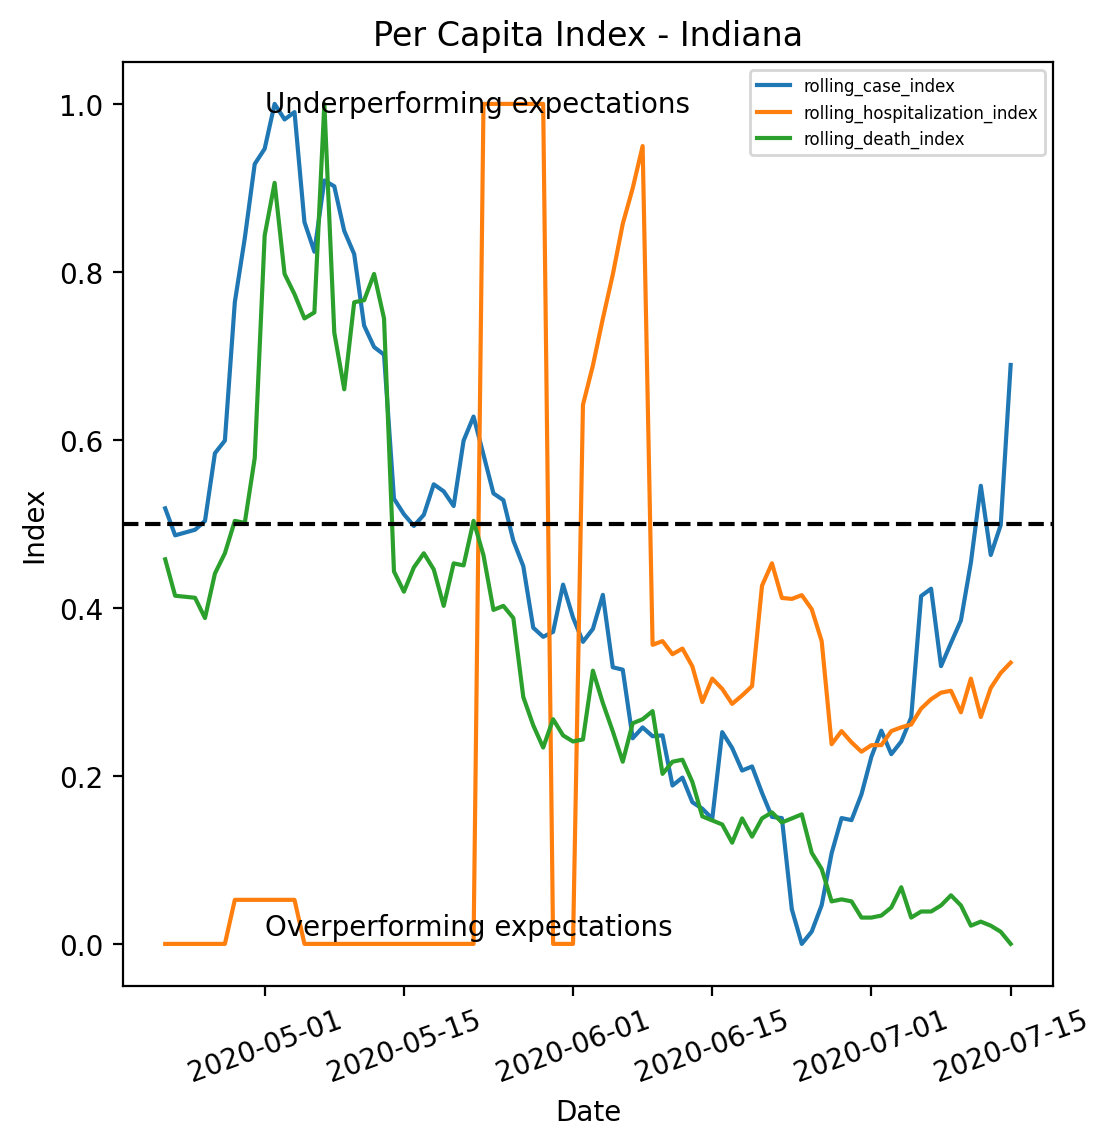 Per Capita Index - Indiana
rolling_case_index
rolling_hospitalization_index
rolling_death_index
Underperforming expectations
Overperforming expectations
Index
1.0
0.8
0.6
0.4
0.2
0.0
2020-05-01
2020-05-15
2020-06-01
2020-06-15
2020-07-01
2020-07-15
Date